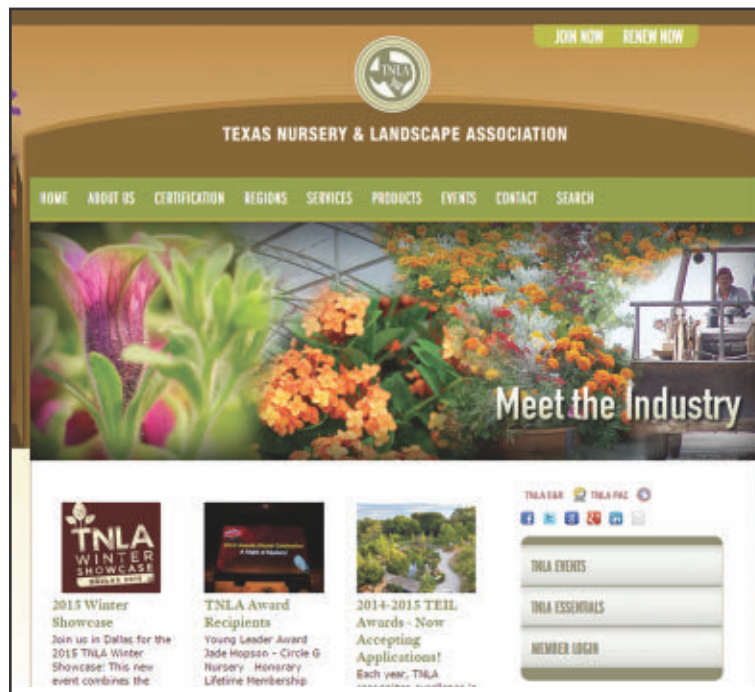 JOIN NOW RENEW NOW
TNLA
TEXAS NURSERY & LANDSCAPE ASSOCIATION
HOME ABOUT US CERTIFICATION REGIONS SERVICES PRODUCTS EVENTS CONTACT SEARCH
Meet the Industry
TNLA E&R TNLA PAC
TNLA
WINTER
SHOWCASE
DALLAS 2015
2015 Winter
Showcase
Join us in Dallas for the
2015 TNLA Winter
Showcase: This new
event combines the
TNLA Award
Recipients
Young Leader Award
Jade Hopson - Circle G
Nursery Honorary
Lifetime Membership
2014-2015 TEIL
Awards - Now
Accepting
Applications!
Each year, TNLA
TNLA EVENTS
TNLA ESSENTIALS
MEMBER LOGIN